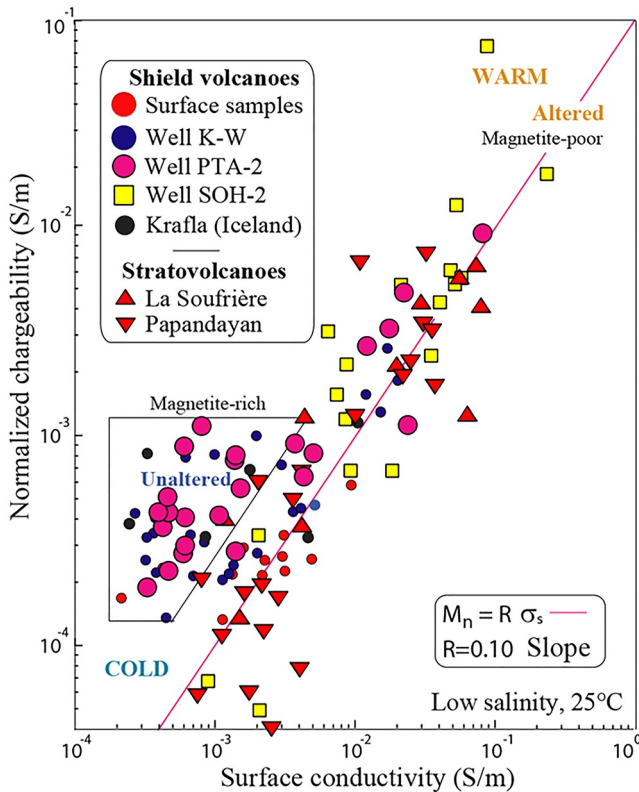 10⁻¹
WARM
Altered
Magnetite-poor
Shield volcanoes
Surface samples
Well K-W
Well PTA-2
Well SOH-2
Krafla (Iceland)
Stratovolcanoes
La Soufrière
Papandayan
10⁻²
Normalized chargeability (S/m)
Magnetite-rich
10⁻³
Unaltered
Mₙ = R σₛ
R=0.10 Slope
10⁻⁴
COLD
Low salinity, 25°C
10⁻⁴ 10⁻³ 10⁻² 10⁻¹ 10⁰
Surface conductivity (S/m)